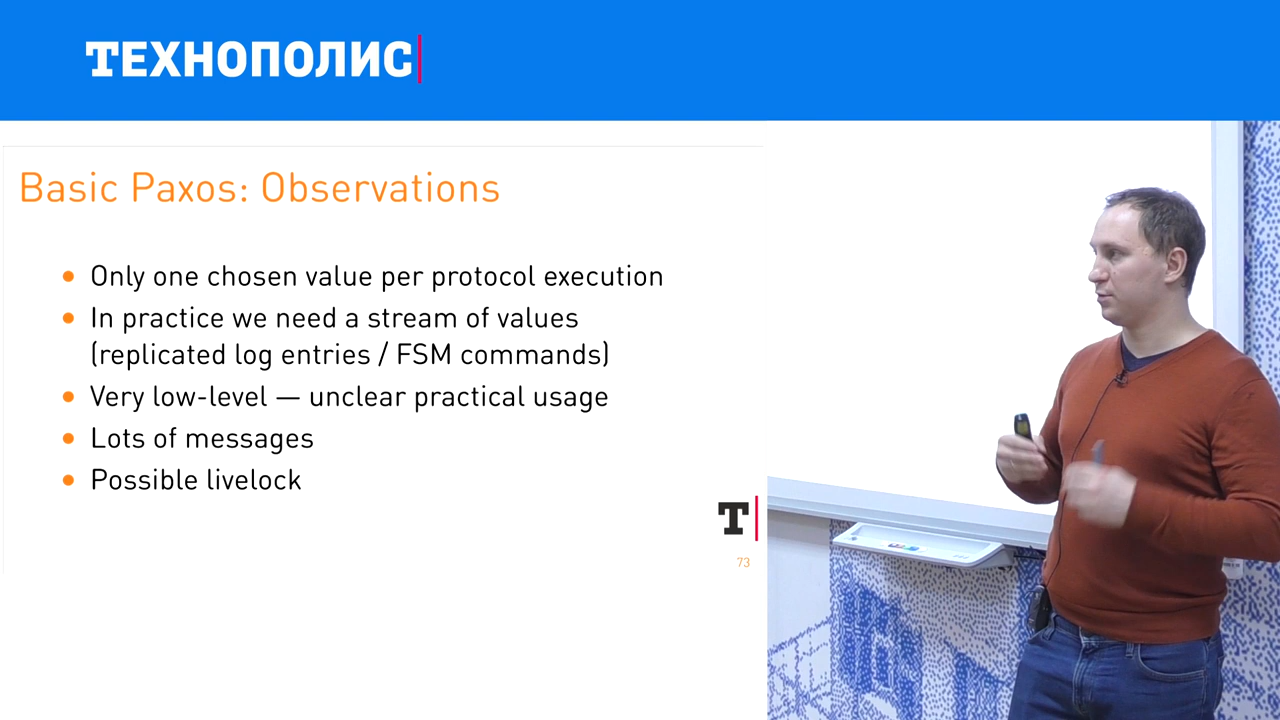 ТЕХНОПОЛИС
Basic Paxos: Observations
Only one chosen value per protocol execution
In practice we need a stream of values
(replicated log entries / FSM commands)
Very low-level — unclear practical usage
Lots of messages
Possible livelock
T
73